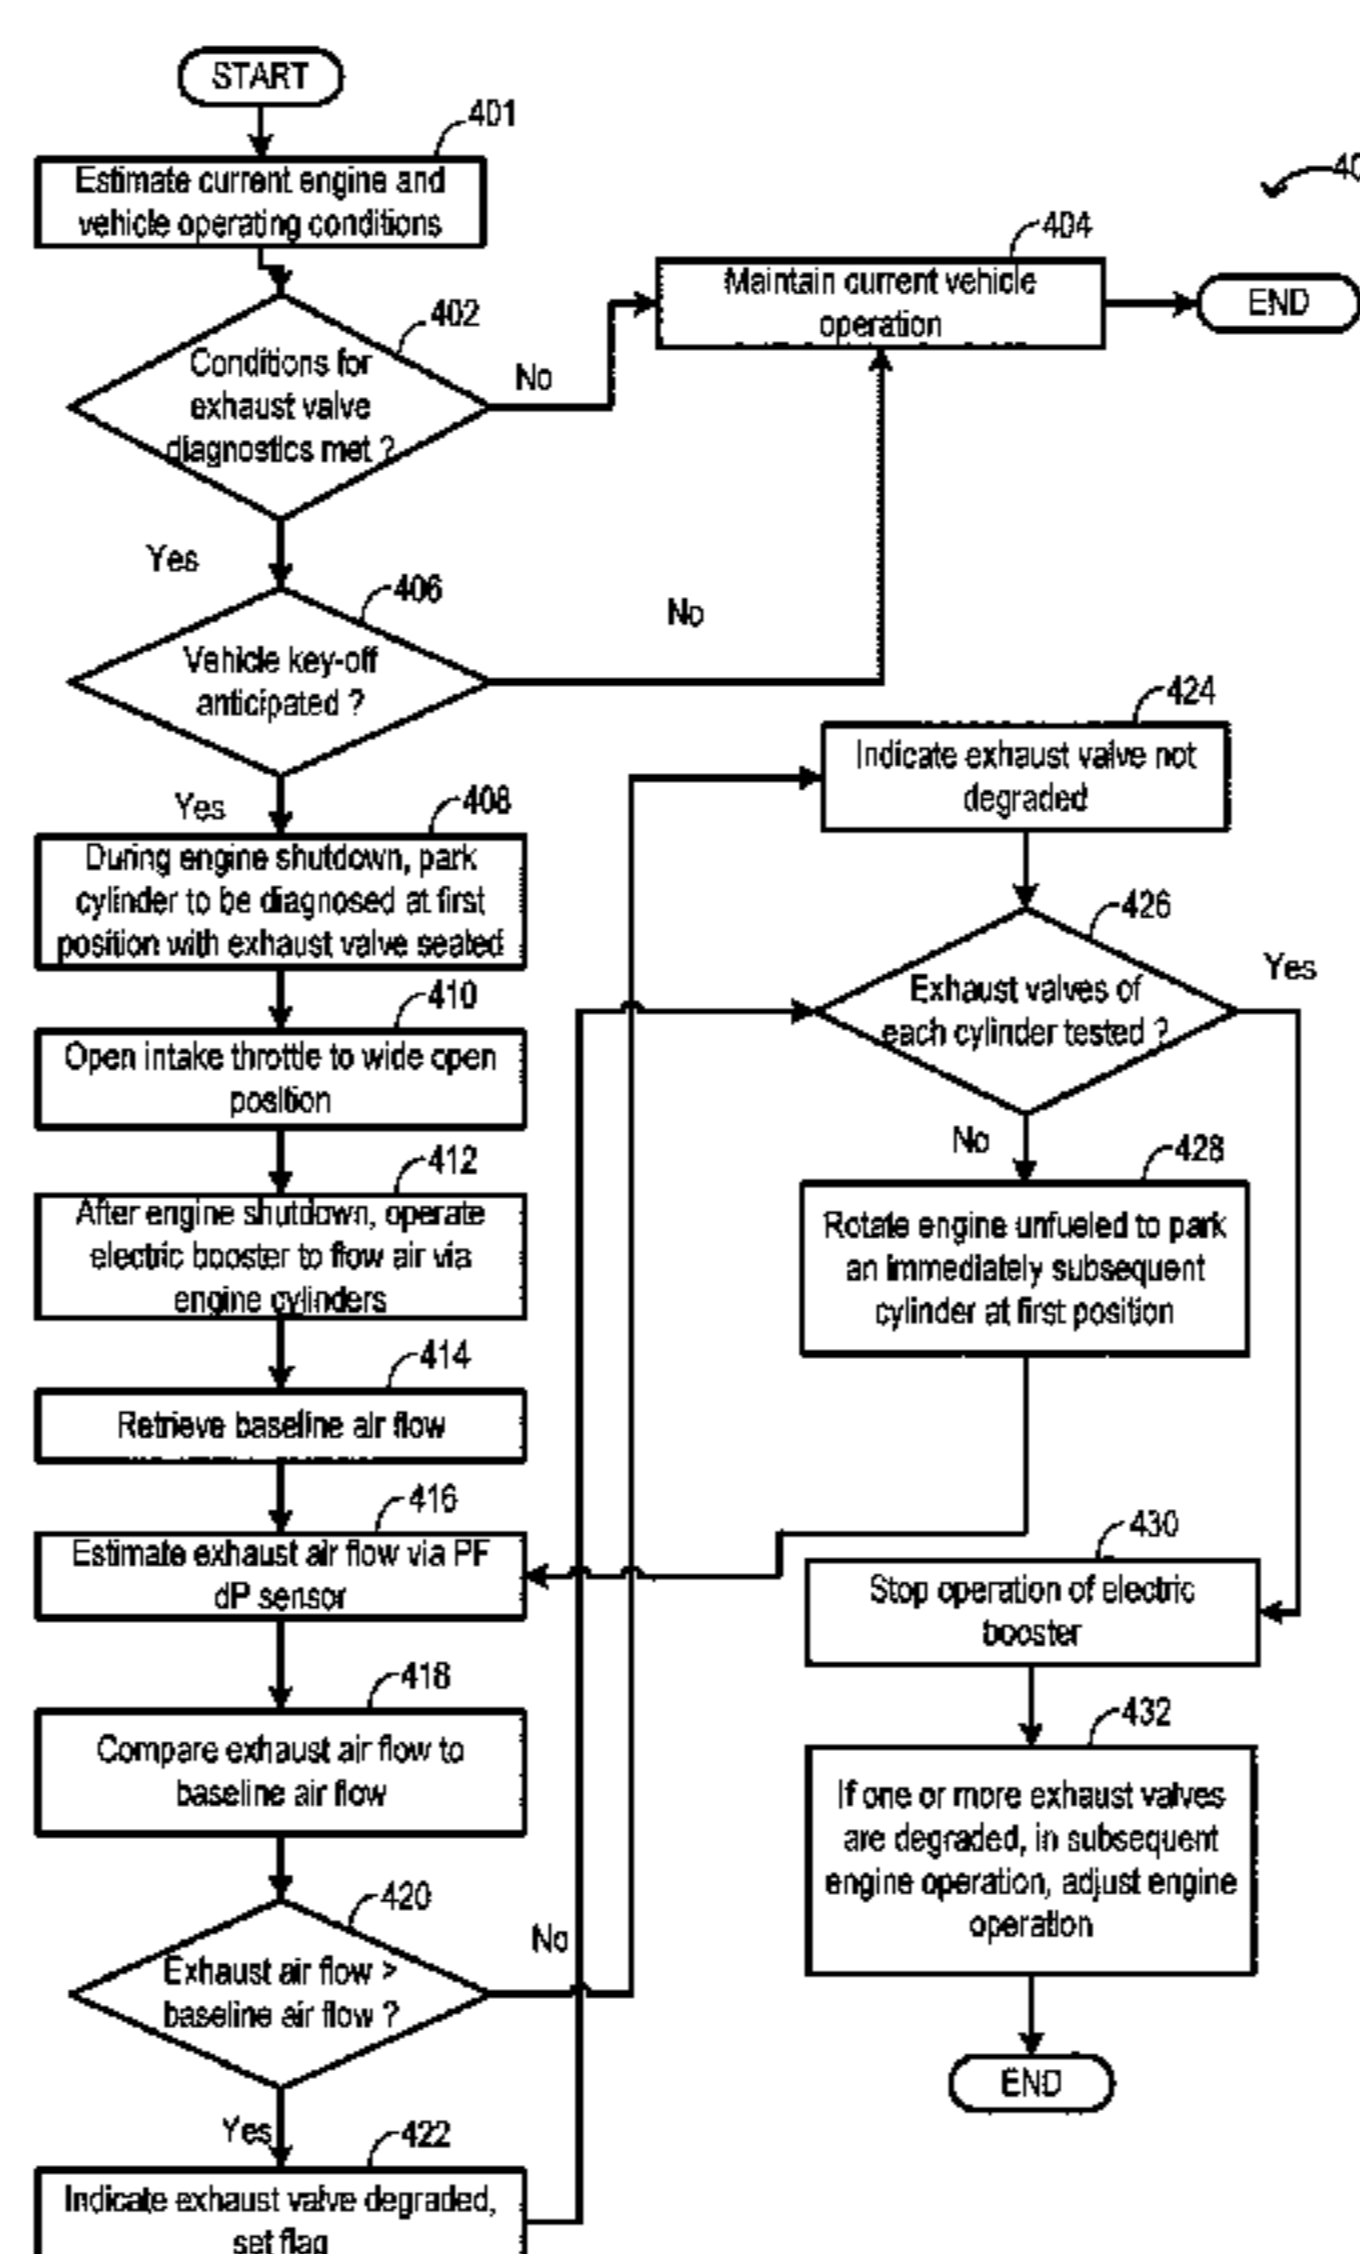 START
401
Estimate current engine and
vehicle operating conditions
402
Conditions for
exhaust valve
diagnostics met ?
No
404
Maintain current vehicle
operation
END
Yes
406
Vehicle key-off
anticipated ?
No
Yes
408
During engine shutdown, park
cylinder to be diagnosed at first
position with exhaust valve seated
410
Open intake throttle to wide open
position
412
After engine shutdown, operate
electric booster to flow air via
engine cylinders
414
Retrieve baseline air flow
416
Estimate exhaust air flow via PF
dP sensor
418
Compare exhaust air flow to
baseline air flow
420
Exhaust air flow >
baseline air flow ?
No
Yes
422
Indicate exhaust valve degraded,
set flag
424
Indicate exhaust valve not
degraded
426
Exhaust valves of
each cylinder tested ?
Yes
No
428
Rotate engine unfueled to park
an immediately subsequent
cylinder at first position
430
Stop operation of electric
booster
432
If one or more exhaust valves
are degraded, in subsequent
engine operation, adjust engine
operation
END